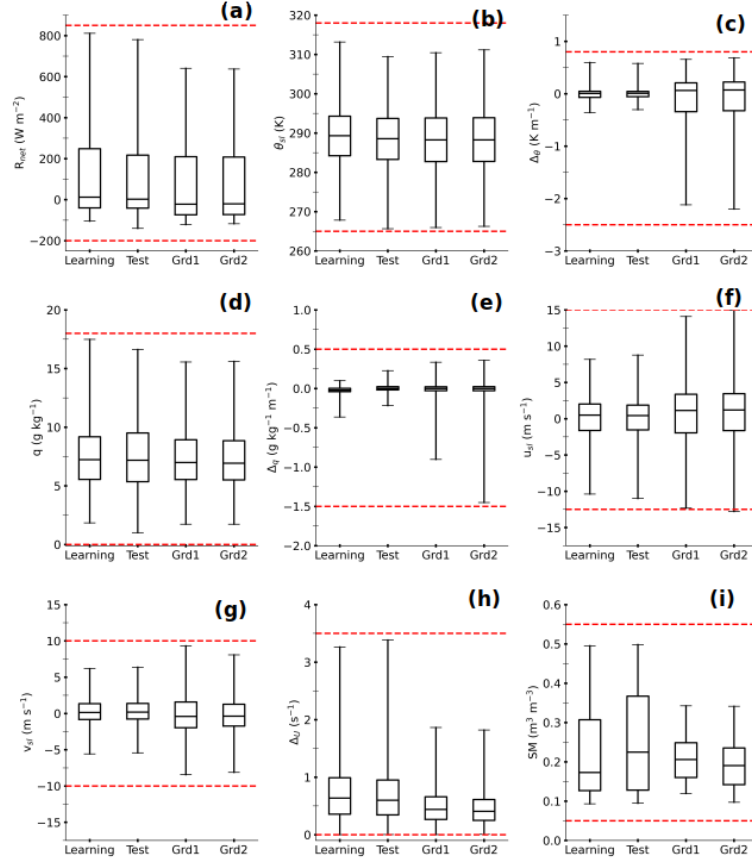 (a)
850
800
600
400
200
0
−200
R_net (W m⁻²)
Learning Test Grd1 Grd2
(b)
320
310
300
290
280
270
260
θ_sl (K)
Learning Test Grd1 Grd2
(c)
1
0
−1
−2
−3
Δ_θ (K m⁻¹)
Learning Test Grd1 Grd2
(d)
20
15
10
5
0
q (g kg⁻¹)
Learning Test Grd1 Grd2
(e)
1.0
0.5
0.0
−0.5
−1.0
−1.5
−2.0
Δ_q (g kg⁻¹ m⁻¹)
Learning Test Grd1 Grd2
(f)
15
10
5
0
−5
−10
−15
u_sl (m s⁻¹)
Learning Test Grd1 Grd2
(g)
15
10
5
0
−5
−10
−15
v_sl (m s⁻¹)
Learning Test Grd1 Grd2
(h)
4
3
2
1
0
Δ_U (s⁻¹)
Learning Test Grd1 Grd2
(i)
0.6
0.5
0.4
0.3
0.2
0.1
0.0
SM (m³ m⁻³)
Learning Test Grd1 Grd2